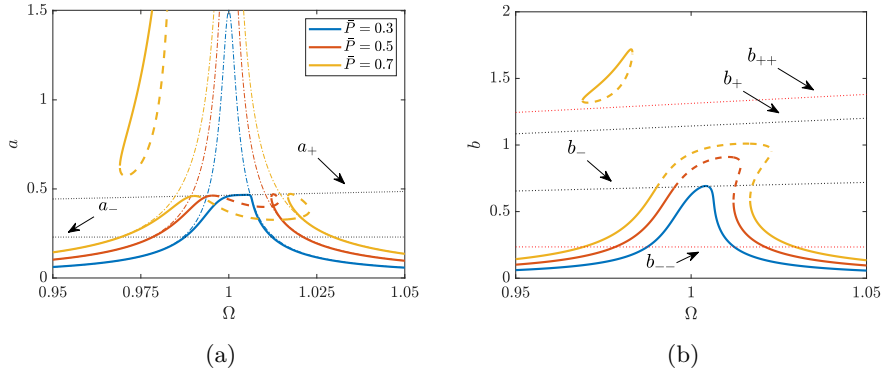 1.5
1
0.5
0
a
0.95
0.975
1
1.025
1.05
Ω
P̄ = 0.3
P̄ = 0.5
P̄ = 0.7
a₊
a₋
(a)
2
1.5
1
0.5
0
b
0.95
1
1.05
Ω
b₊₊
b₊
b₋
b₋₋
(b)